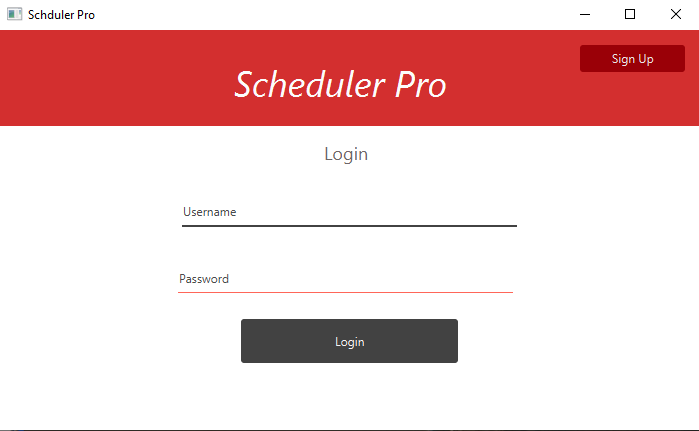 Schduler Pro
Sign Up
Scheduler Pro
Login
Username
Password
Login